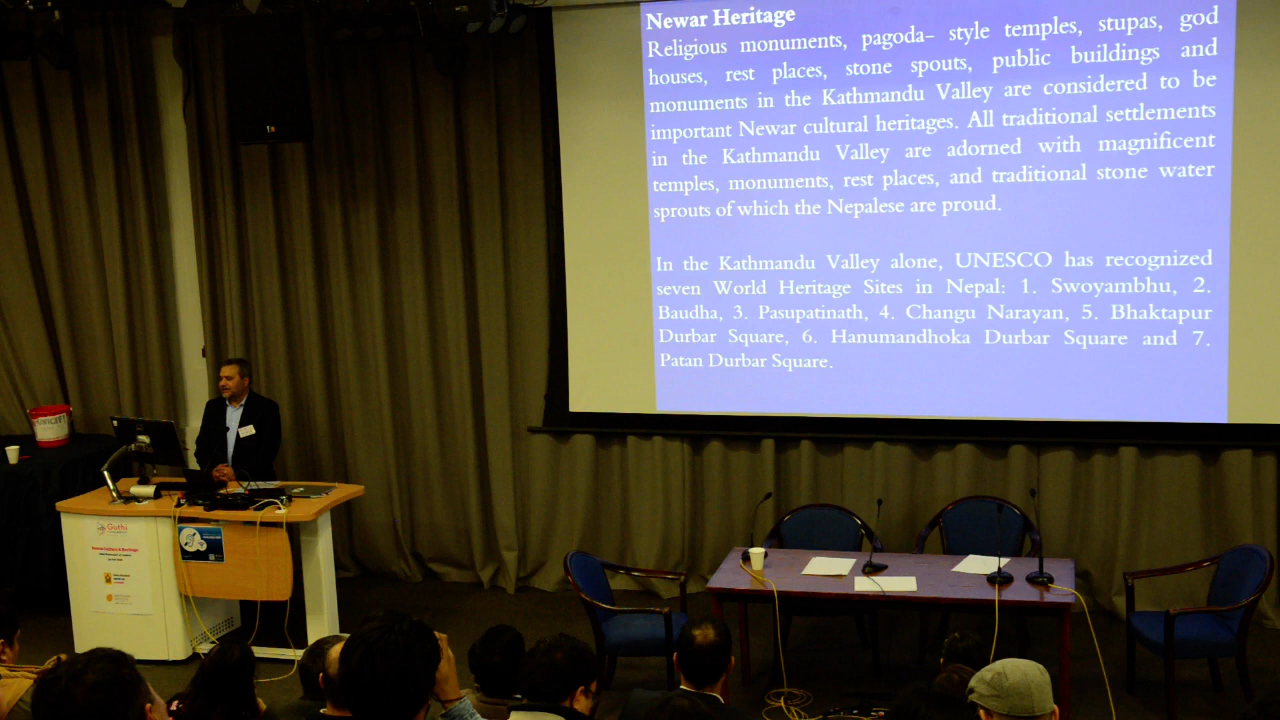 Newar Heritage
Religious monuments, pagoda- style temples, stupas, god
houses, rest places, stone spouts, public buildings and
monuments in the Kathmandu Valley are considered to be
important Newar cultural heritages. All traditional settlements
in the Kathmandu Valley are adorned with magnificent
temples, monuments, rest places, and traditional stone water
sprouts of which the Nepalese are proud.
In the Kathmandu Valley alone, UNESCO has recognized
seven World Heritage Sites in Nepal: 1. Swoyambhu, 2.
Baudha, 3. Pasupatinath, 4. Changu Narayan, 5. Bhaktapur
Durbar Square, 6. Hanumandhoka Durbar Square and 7.
Patan Durbar Square.
Guthi